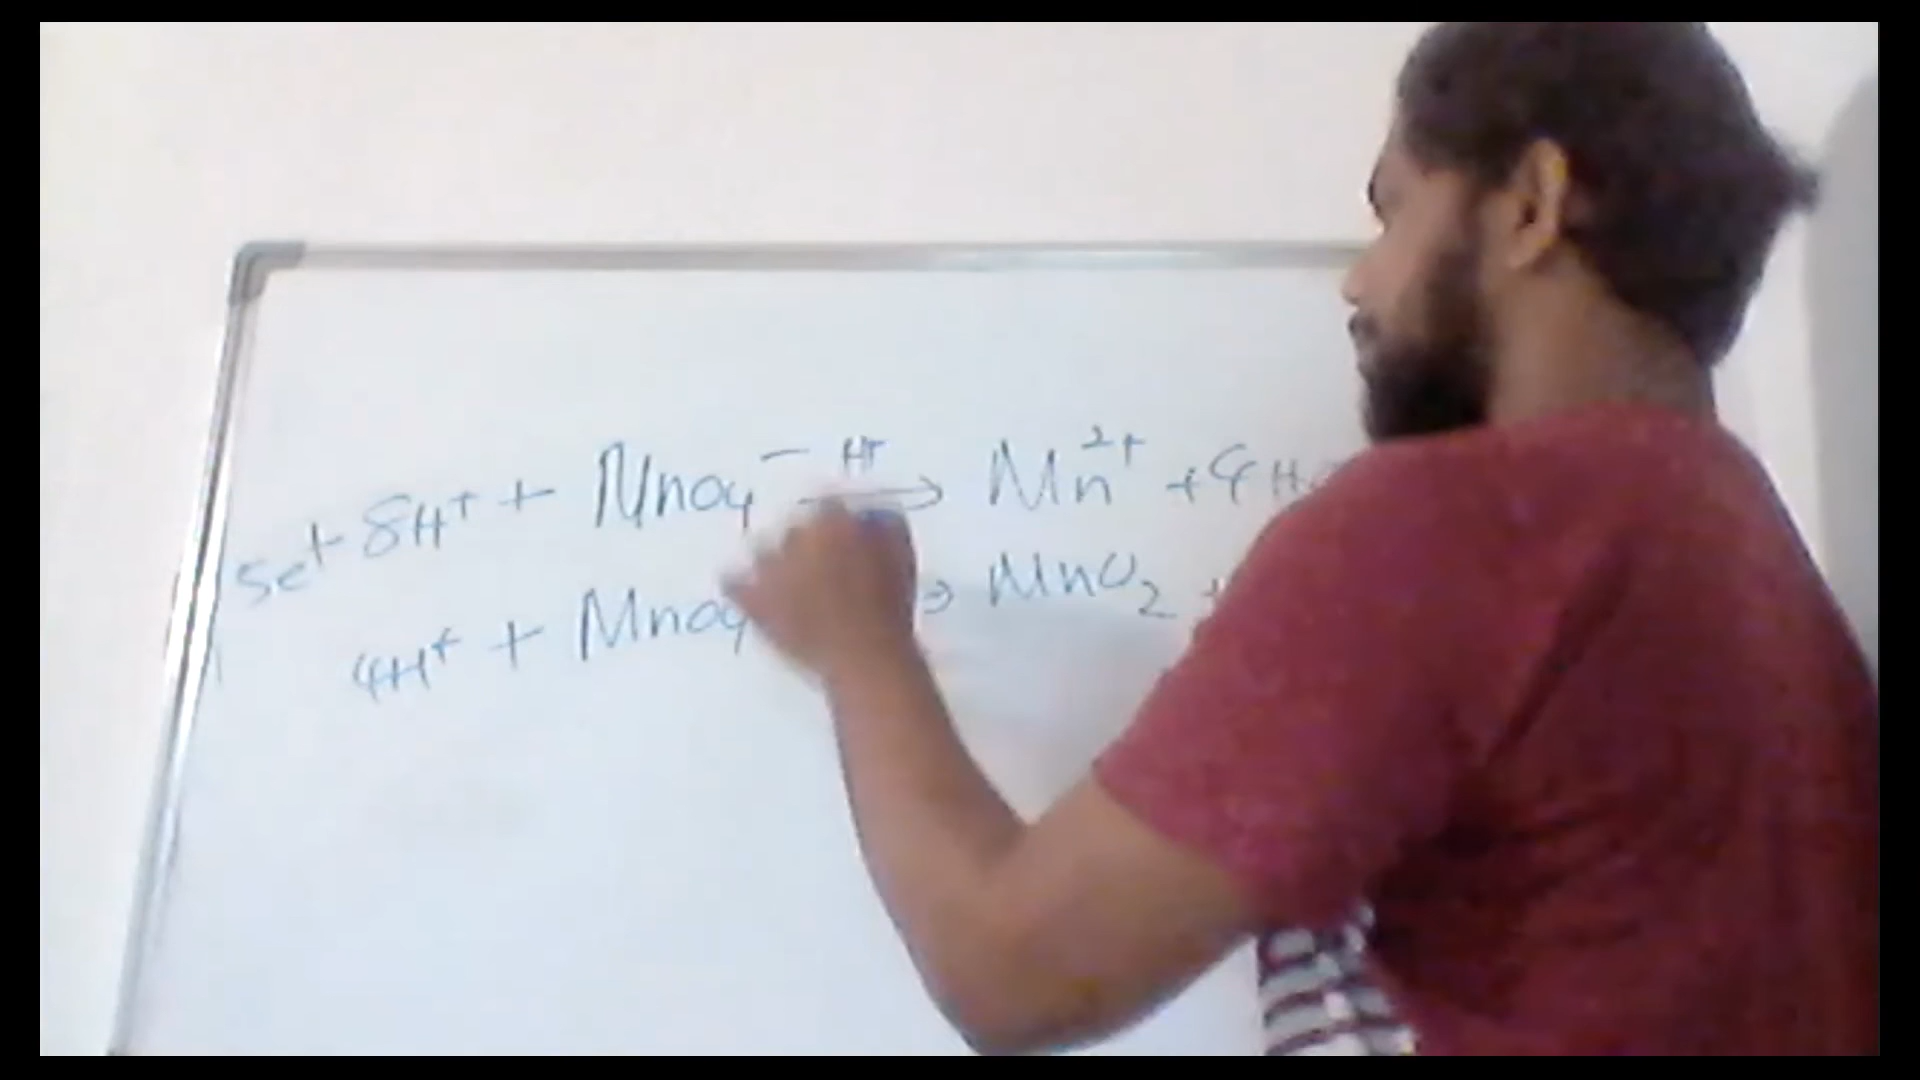 5e + 8H⁺ + MnO₄⁻ H⁺→ Mn²⁺ + 4H
4H⁺ + MnO₄ → MnO₂ +